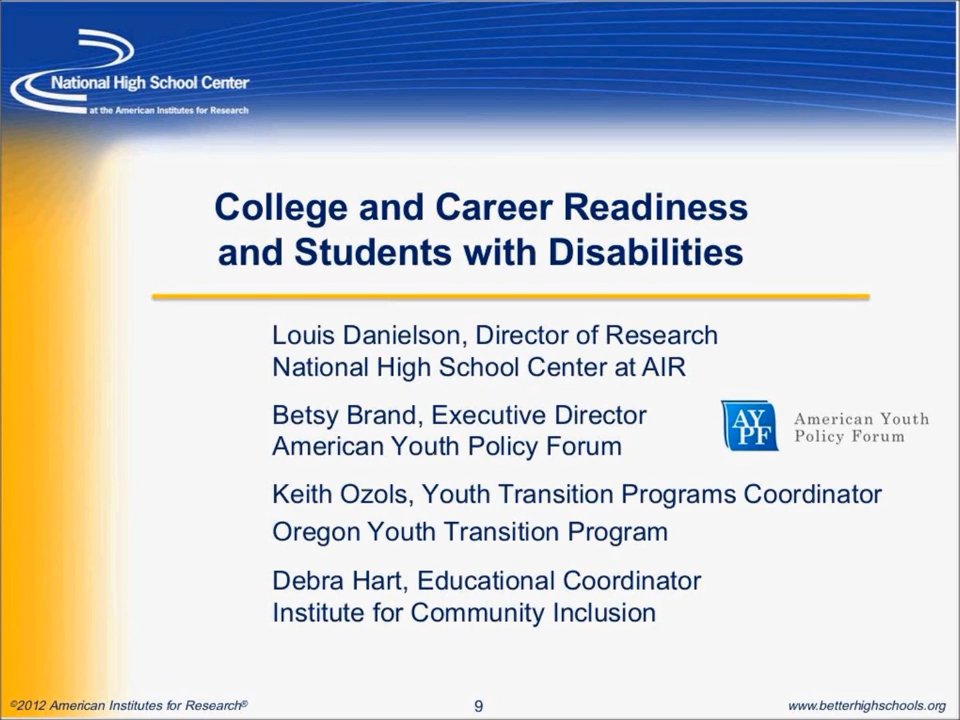 National High School Center
at the American Institutes for Research
College and Career Readiness
and Students with Disabilities
Louis Danielson, Director of Research
National High School Center at AIR
Betsy Brand, Executive Director
American Youth Policy Forum
AY
PF
American Youth
Policy Forum
Keith Ozols, Youth Transition Programs Coordinator
Oregon Youth Transition Program
Debra Hart, Educational Coordinator
Institute for Community Inclusion
©2012 American Institutes for Research®
9
www.betterhighschools.org